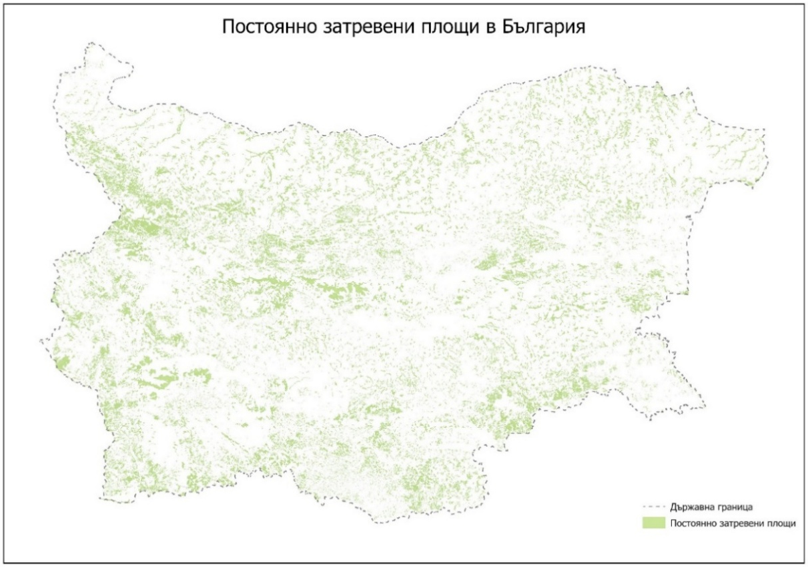 Постоянно затревени площи в България
Държавна граница
Постоянно затревени площи